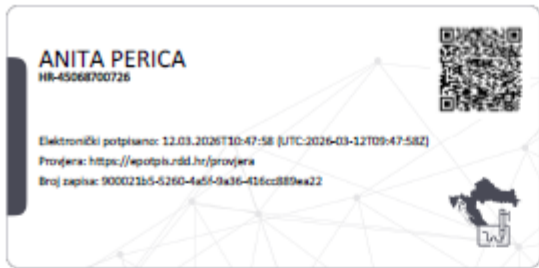 ANITA PERICA
HR-45068700726
Elektronički potpisano: 12.03.2026T10:47:58 (UTC:2026-03-12T09:47:58Z)
Provjera: https://epotpis.rdd.hr/provjera
Broj zapisa: 900021b5-5260-4a5f-9a36-416cc889ea22